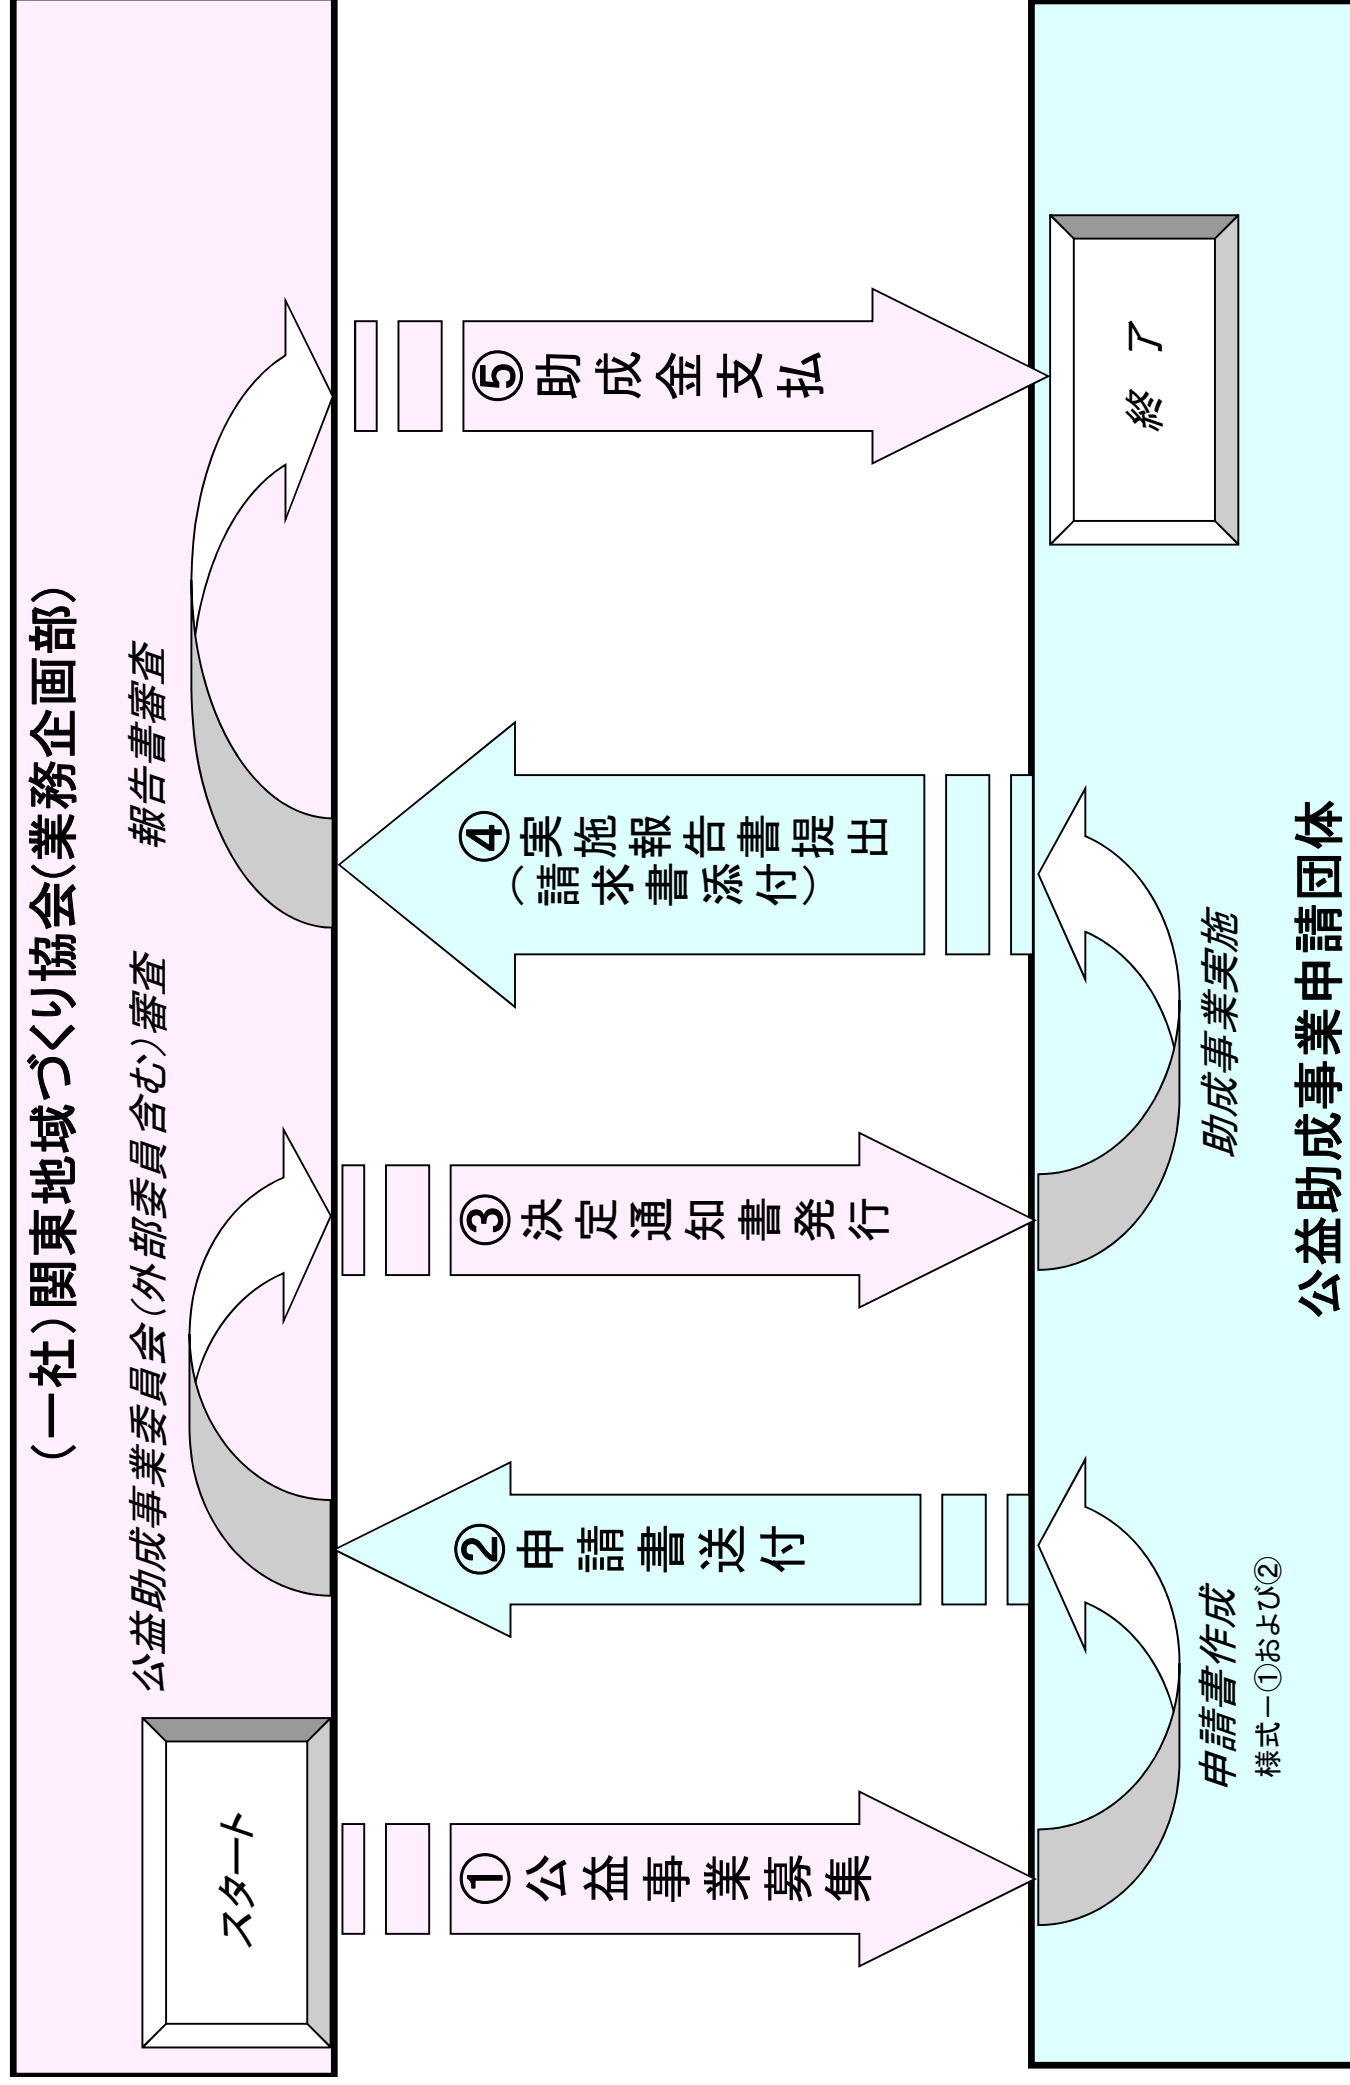 （一社）関東地域づくり協会（業務企画部）
スタート
公益助成事業委員会（外部委員含む）審査
報告書審査
①公益事業募集
②申請書送付
③決定通知書発行
④実施報告書提出
（請求書添付）
⑤助成金支払
申請書作成
様式－①および②
助成事業実施
終 了
公益助成事業申請団体